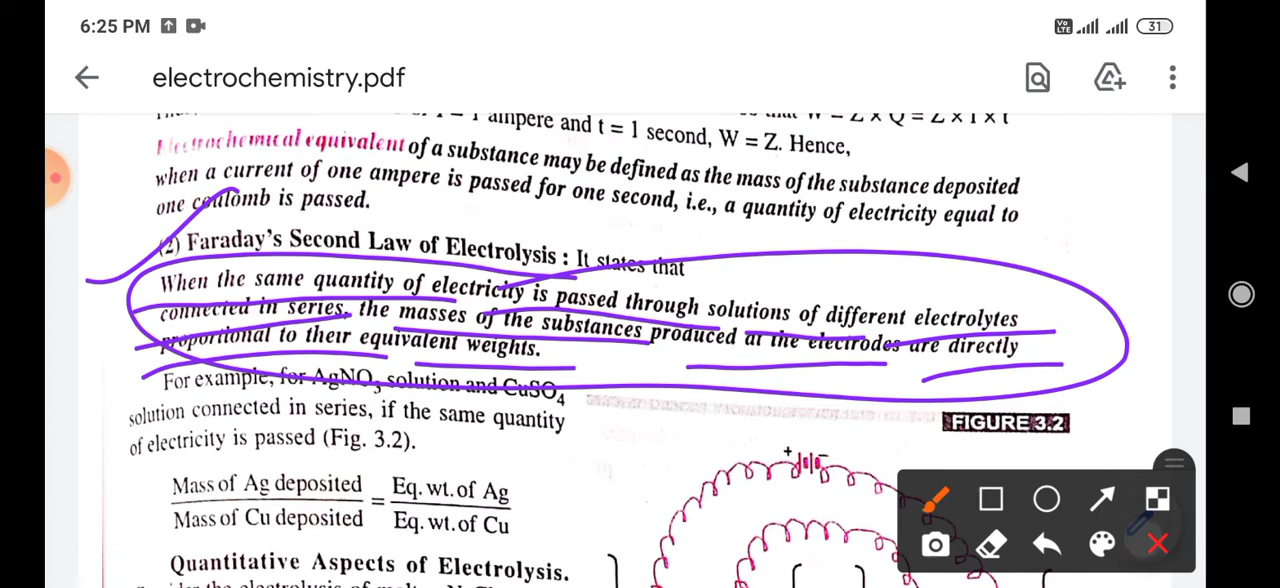 6:25 PM
Vo LTE
31
electrochemistry.pdf
1 ampere and t = 1 second, W = Z. Hence,
W = Z × Q = Z × I × t
Electrochemical equivalent of a substance may be defined as the mass of the substance deposited
when a current of one ampere is passed for one second, i.e., a quantity of electricity equal to
one coulomb is passed.
(2) Faraday's Second Law of Electrolysis : It states that
When the same quantity of electricity is passed through solutions of different electrolytes
connected in series, the masses of the substances produced at the electrodes are directly
proportional to their equivalent weights.
For example, for AgNO3 solution and CuSO4
solution connected in series, if the same quantity
of electricity is passed (Fig. 3.2).
FIGURE 3.2
Mass of Ag deposited = Eq. wt. of Ag
Mass of Cu deposited Eq. wt. of Cu
+ −
Quantitative Aspects of Electrolysis.